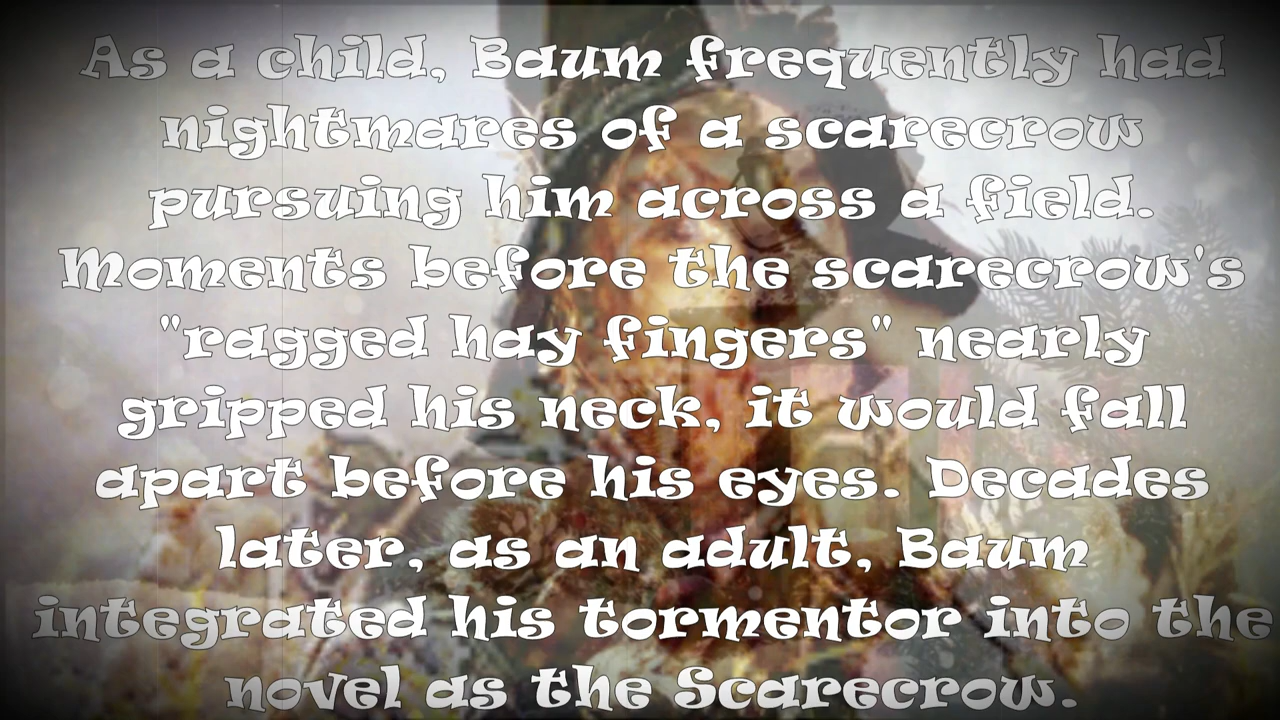 As a child, Baum frequently had
nightmares of a scarecrow
pursuing him across a field.
Moments before the scarecrow's
"ragged hay fingers" nearly
gripped his neck, it would fall
apart before his eyes. Decades
later, as an adult, Baum
integrated his tormentor into the
novel as the Scarecrow.